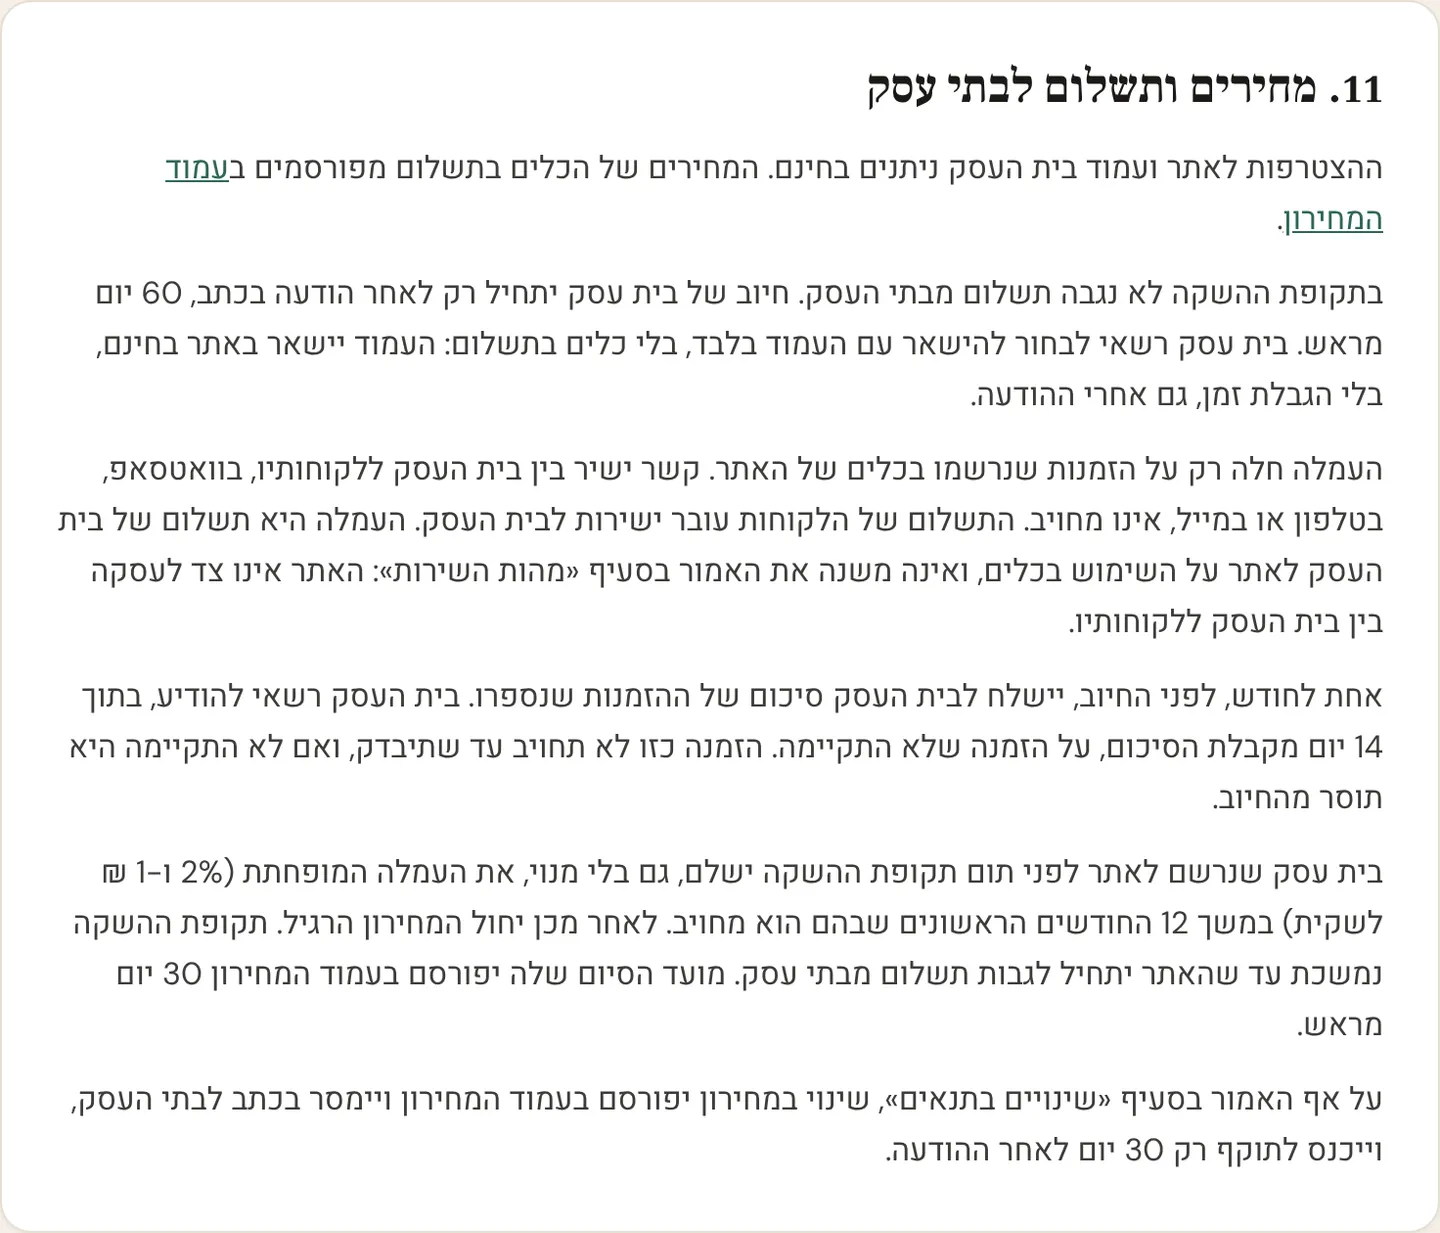 11. מחירים ותשלום לבתי עסק
ההצטרפות לאתר ועמוד בית העסק ניתנים בחינם. המחירים של הכלים בתשלום מפורסמים בעמוד
המחירון.
בתקופת ההשקה לא נגבה תשלום מבתי העסק. חיוב של בית עסק יתחיל רק לאחר הודעה בכתב, 60 יום
מראש. בית עסק רשאי לבחור להישאר עם העמוד בלבד, בלי כלים בתשלום: העמוד יישאר באתר בחינם,
בלי הגבלת זמן, גם אחרי ההודעה.
העמלה חלה רק על הזמנות שנרשמו בכלים של האתר. קשר ישיר בין בית העסק ללקוחותיו, בוואטסאפ,
בטלפון או במייל, אינו מחויב. התשלום של הלקוחות עובר ישירות לבית העסק. העמלה היא תשלום של בית
העסק לאתר על השימוש בכלים, ואינה משנה את האמור בסעיף «מהות השירות»: האתר אינו צד לעסקה
בין בית העסק ללקוחותיו.
אחת לחודש, לפני החיוב, יישלח לבית העסק סיכום של ההזמנות שנספרו. בית העסק רשאי להודיע, בתוך
14 יום מקבלת הסיכום, על הזמנה שלא התקיימה. הזמנה כזו לא תחויב עד שתיבדק, ואם לא התקיימה היא
תוסר מהחיוב.
בית עסק שנרשם לאתר לפני תום תקופת ההשקה ישלם, גם בלי מנוי, את העמלה המופחתת (2% ו-1 ₪
לשקית) במשך 12 החודשים הראשונים שבהם הוא מחויב. לאחר מכן יחול המחירון הרגיל. תקופת ההשקה
נמשכת עד שהאתר יתחיל לגבות תשלום מבתי עסק. מועד הסיום שלה יפורסם בעמוד המחירון 30 יום
מראש.
על אף האמור בסעיף «שינויים בתנאים», שינוי במחירון יפורסם בעמוד המחירון ויימסר בכתב לבתי העסק,
וייכנס לתוקף רק 30 יום לאחר ההודעה.